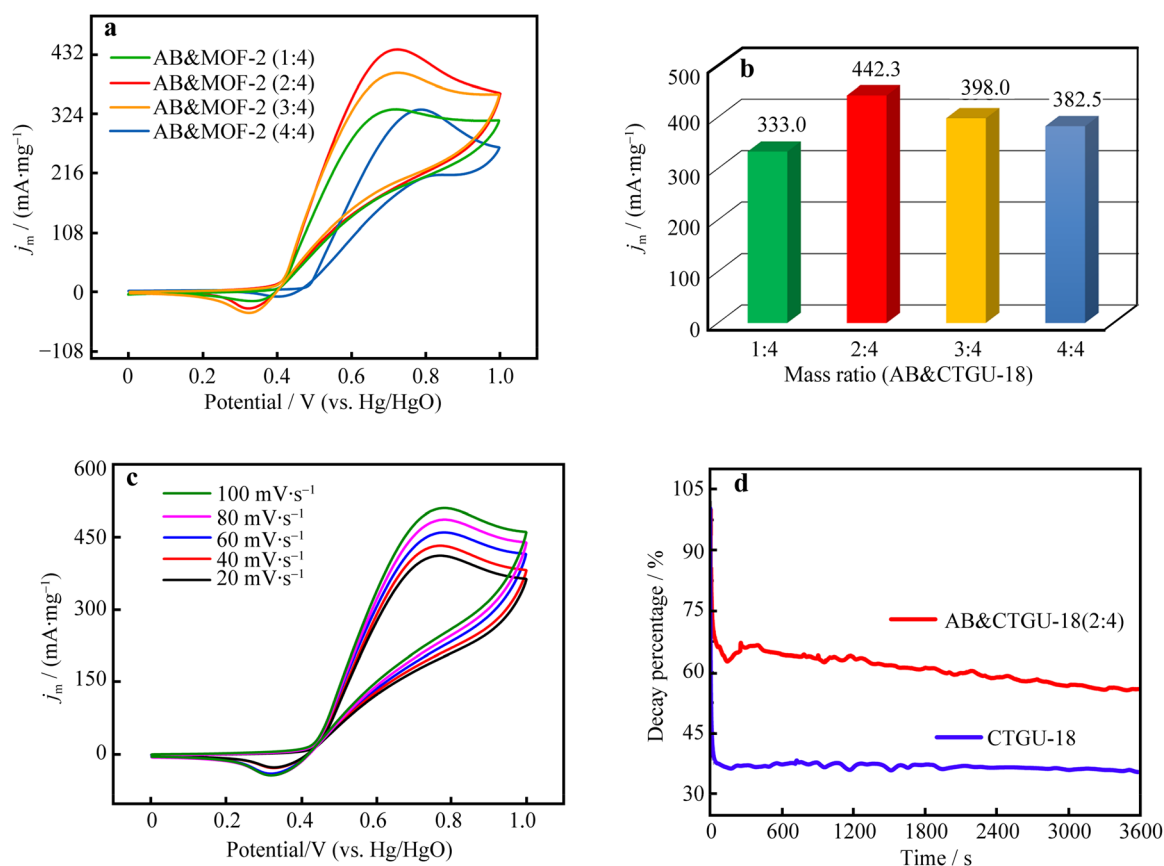 a
432
324
216
108
0
−108
AB&MOF-2 (1:4)
AB&MOF-2 (2:4)
AB&MOF-2 (3:4)
AB&MOF-2 (4:4)
0 0.2 0.4 0.6 0.8 1.0
Potential / V (vs. Hg/HgO)
jm / (mA·mg⁻¹)
b
500
400
300
200
100
0
333.0
442.3
398.0
382.5
1:4 2:4 3:4 4:4
Mass ratio (AB&CTGU-18)
jm / (mA·mg⁻¹)
c
600
450
300
150
0
100 mV·s⁻¹
80 mV·s⁻¹
60 mV·s⁻¹
40 mV·s⁻¹
20 mV·s⁻¹
0 0.2 0.4 0.6 0.8 1.0
Potential/V (vs. Hg/HgO)
jm / (mA·mg⁻¹)
d
105
90
75
60
45
30
AB&CTGU-18(2:4)
CTGU-18
0 600 1200 1800 2400 3000 3600
Time / s
Decay percentage / %